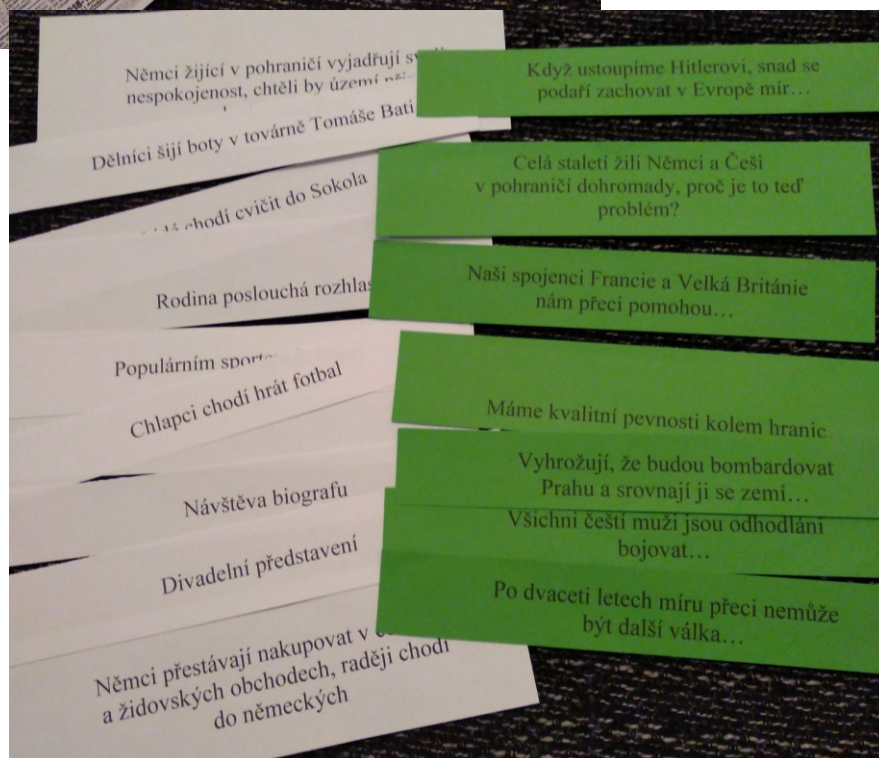 Němci žijící v pohraničí vyjadřují
nespokojenost, chtěli by území
Dělníci šijí boty v továrně Tomáše Bati
chodí cvičit do Sokola
Rodina poslouchá
Populárním
Chlapci chodí hrát fotbal
Návštěva biografu
Divadelní představení
Němci přestávají nakupovat v
a židovských obchodech, raději chodí
do německých
Když ustoupíme Hitlerovi, snad se
podaří zachovat v Evropě mír…
Celá staletí žili Němci a Češi
v pohraničí dohromady, proč je to teď
problém?
Naši spojenci Francie a Velká Británie
nám přeci pomohou…
Máme kvalitní pevnosti kolem hranic
Vyhrožují, že budou bombardovat
Prahu a srovnají ji se zemí…
Všichni čeští muži jsou odhodláni
bojovat…
Po dvaceti letech míru přeci nemůže
být další válka…